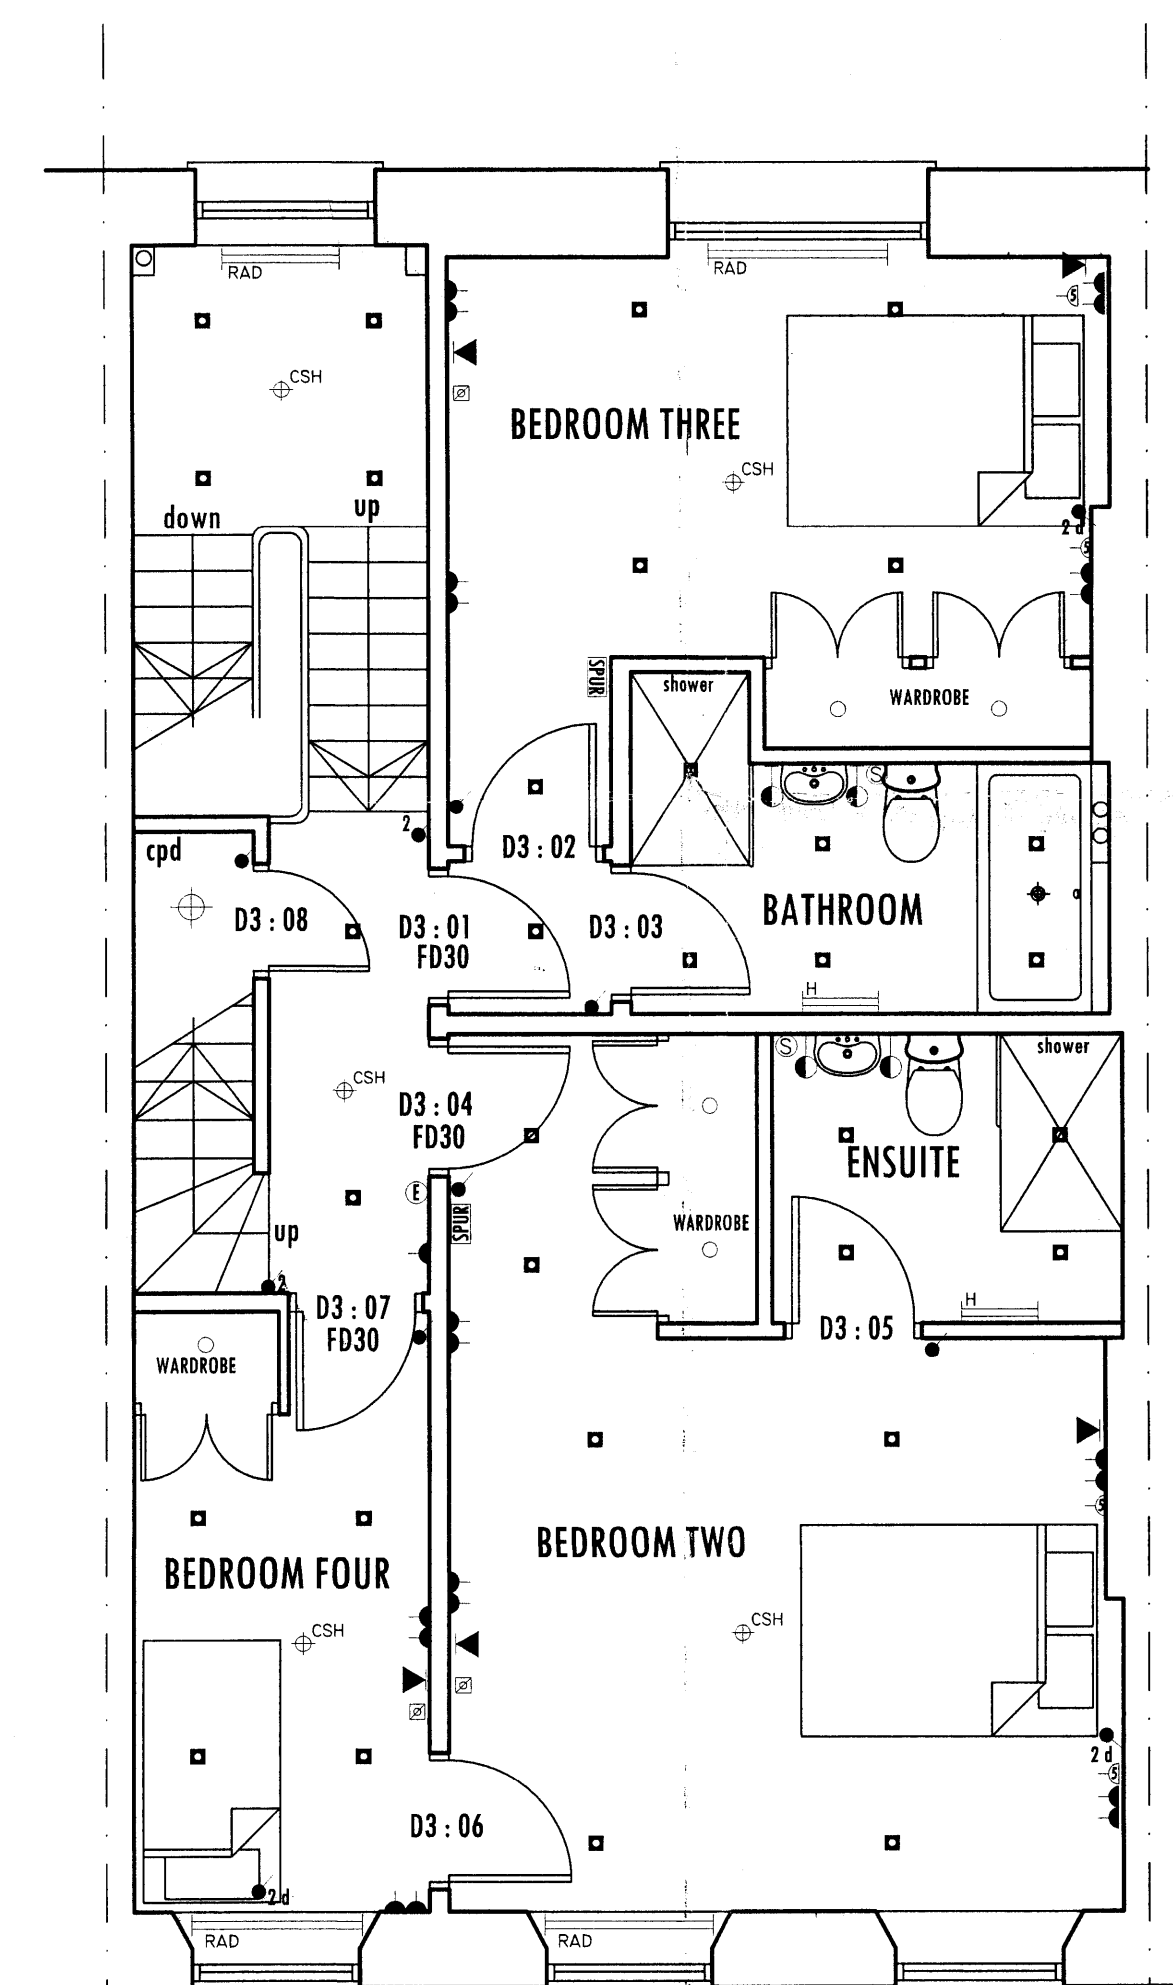 RAD
RAD
5
CSH
BEDROOM THREE
CSH
down
up
2 d
5
SPUR
shower
WARDROBE
S
2
cpd
D3 : 02
D3 : 08
D3 : 01
FD30
D3 : 03
BATHROOM
H
S
shower
CSH
D3 : 04
FD30
ENSUITE
E
SPUR
WARDROBE
up
2
H
D3 : 07
FD30
D3 : 05
WARDROBE
5
BEDROOM TWO
BEDROOM FOUR
CSH
CSH
2 d
5
D3 : 06
2 d
RAD
RAD